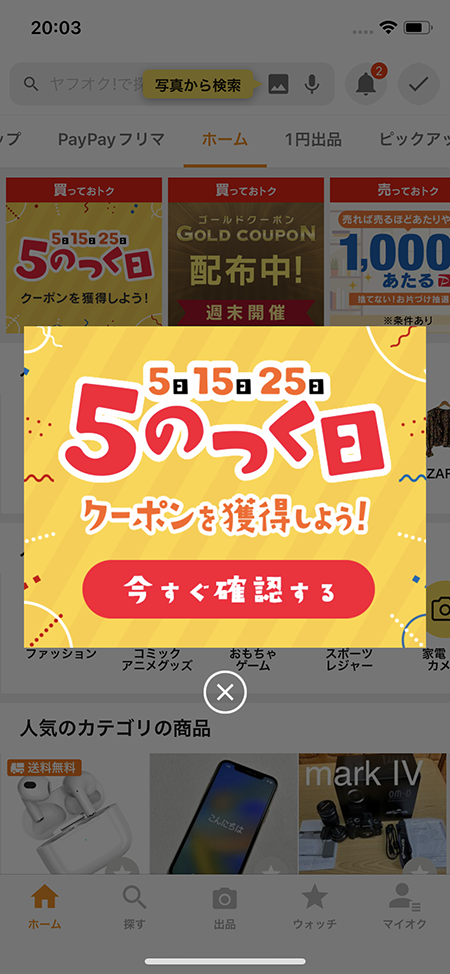 20:03
ヤフオク!で探
写真から検索
2
ップ PayPayフリマ ホーム 1円出品 ピックアッ
買っておトク
買っておトク
売っておトク
5日15日25日
5のつく日
クーポンを獲得しよう!
ゴールドクーポン
GOLD COUPON
配布中!
週末開催
売れば売るほどあたりや
1,000
あたる
捨てない!お片づけ抽選
※条件あり
5日15日25日
5のつく日
クーポンを獲得しよう!
今すぐ確認する
ZAR
ファッション
コミック
アニメグッズ
おもちゃ
ゲーム
スポーツ
レジャー
家電
カメ
人気のカテゴリの商品
送料無料
こんにちは
mark IV
ホーム 探す 出品 ウォッチ マイオク